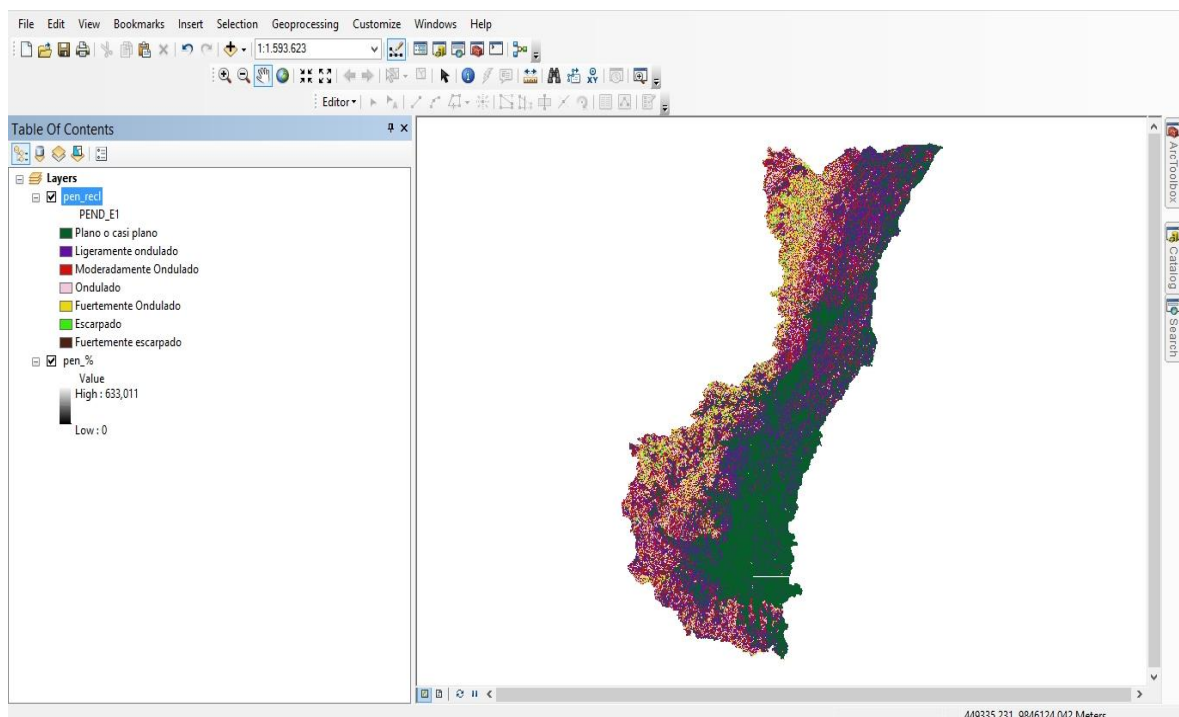 File Edit View Bookmarks Insert Selection Geoprocessing Customize Windows Help
1:1.593.623
XY
Editor
Table Of Contents
Layers
pen_recl
PEND_E1
Plano o casi plano
Ligeramente ondulado
Moderadamente Ondulado
Ondulado
Fuertemente Ondulado
Escarpado
Fuertemente escarpado
pen_%
Value
High : 633,011
Low : 0
ArcToolbox
Catalog
Search
449335,231 9846124,042 Meters